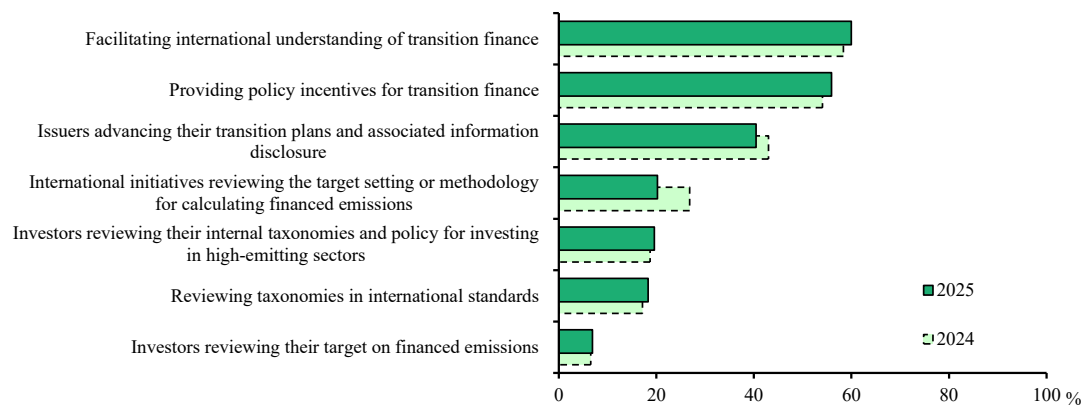 Facilitating international understanding of transition finance
Providing policy incentives for transition finance
Issuers advancing their transition plans and associated information
disclosure
International initiatives reviewing the target setting or methodology
for calculating financed emissions
Investors reviewing their internal taxonomies and policy for investing
in high-emitting sectors
Reviewing taxonomies in international standards
Investors reviewing their target on financed emissions
2025
2024
0 20 40 60 80 100 %